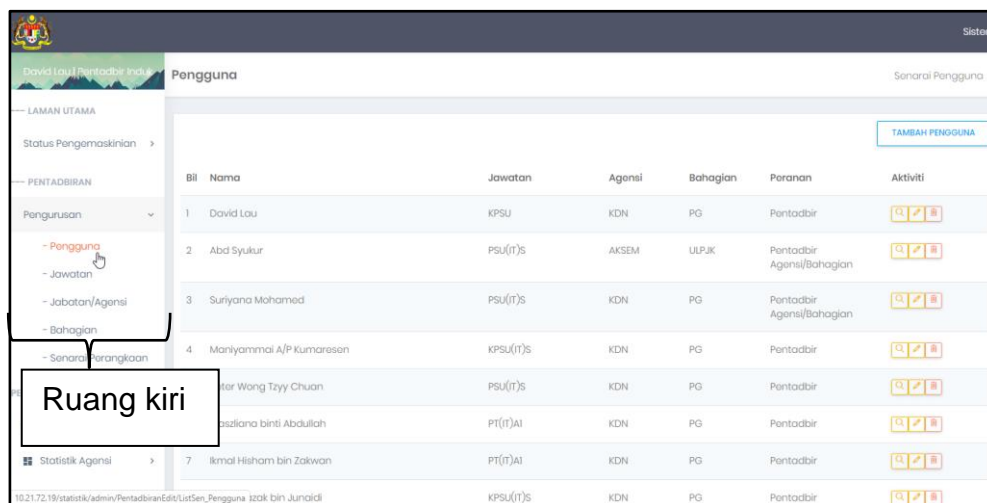 Sistem
David Lau | Pentadbir Induk
Pengguna
Senarai Pengguna
--- LAMAN UTAMA
Status Pengemaskinian >
TAMBAH PENGGUNA
--- PENTADBIRAN
Bil Nama Jawatan Agensi Bahagian Peranan Aktiviti
Pengurusan
1 David Lau KPSU KDN PG Pentadbir
- Pengguna
2 Abd Syukur PSU(IT)S AKSEM ULPJK Pentadbir Agensi/Bahagian
- Jawatan
- Jabatan/Agensi
3 Suriyana Mohamed PSU(IT)S KDN PG Pentadbir Agensi/Bahagian
- Bahagian
- Senarai Perangkaan
4 Maniyammai A/P Kumaresen KPSU(IT)S KDN PG Pentadbir
Ruang kiri
Wong Tzyy Chuan PSU(IT)S KDN PG Pentadbir
binti Abdullah PT(IT)A1 KDN PG Pentadbir
Statistik Agensi >
7 Ikmal Hisham bin Zakwan PT(IT)A1 KDN PG Pentadbir
10.21.72.19/statistik/admin/PentadbiranEdit/ListSen_Pengguna
bin Junaidi KPSU(IT)S KDN PG Pentadbir